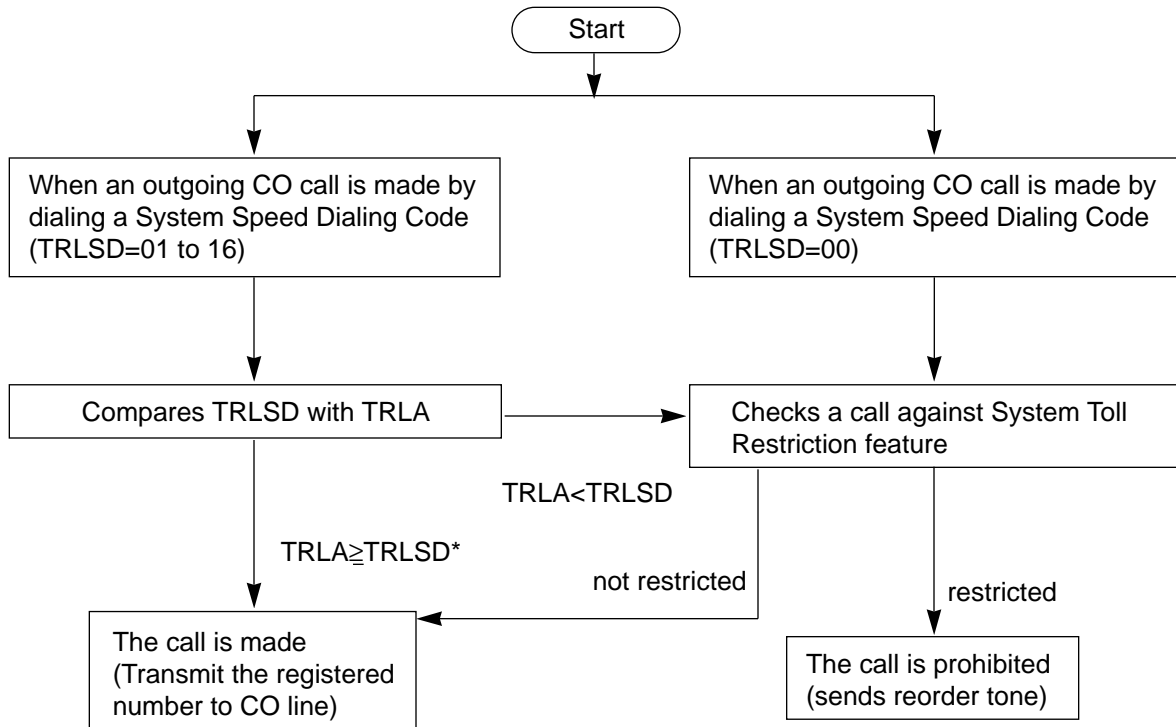 Start
When an outgoing CO call is made by
dialing a System Speed Dialing Code
(TRLSD=01 to 16)
When an outgoing CO call is made by
dialing a System Speed Dialing Code
(TRLSD=00)
Compares TRLSD with TRLA
Checks a call against System Toll
Restriction feature
TRLA<TRLSD
TRLA≧TRLSD*
not restricted
restricted
The call is made
(Transmit the registered
number to CO line)
The call is prohibited
(sends reorder tone)